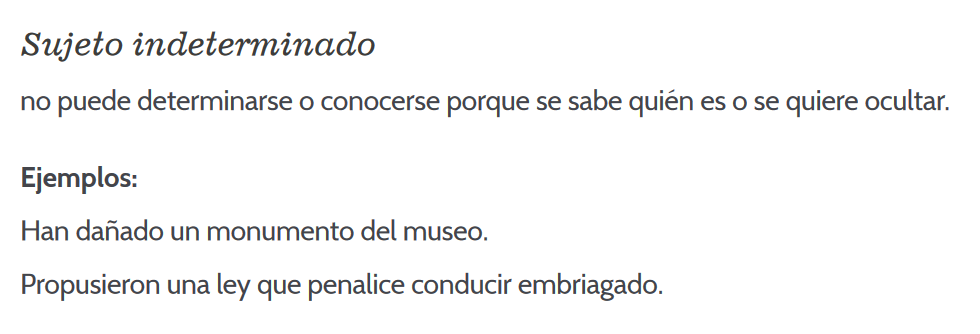 Sujeto indeterminado
no puede determinarse o conocerse porque se sabe quién es o se quiere ocultar.
Ejemplos:
Han dañado un monumento del museo.
Propusieron una ley que penalice conducir embriagado.